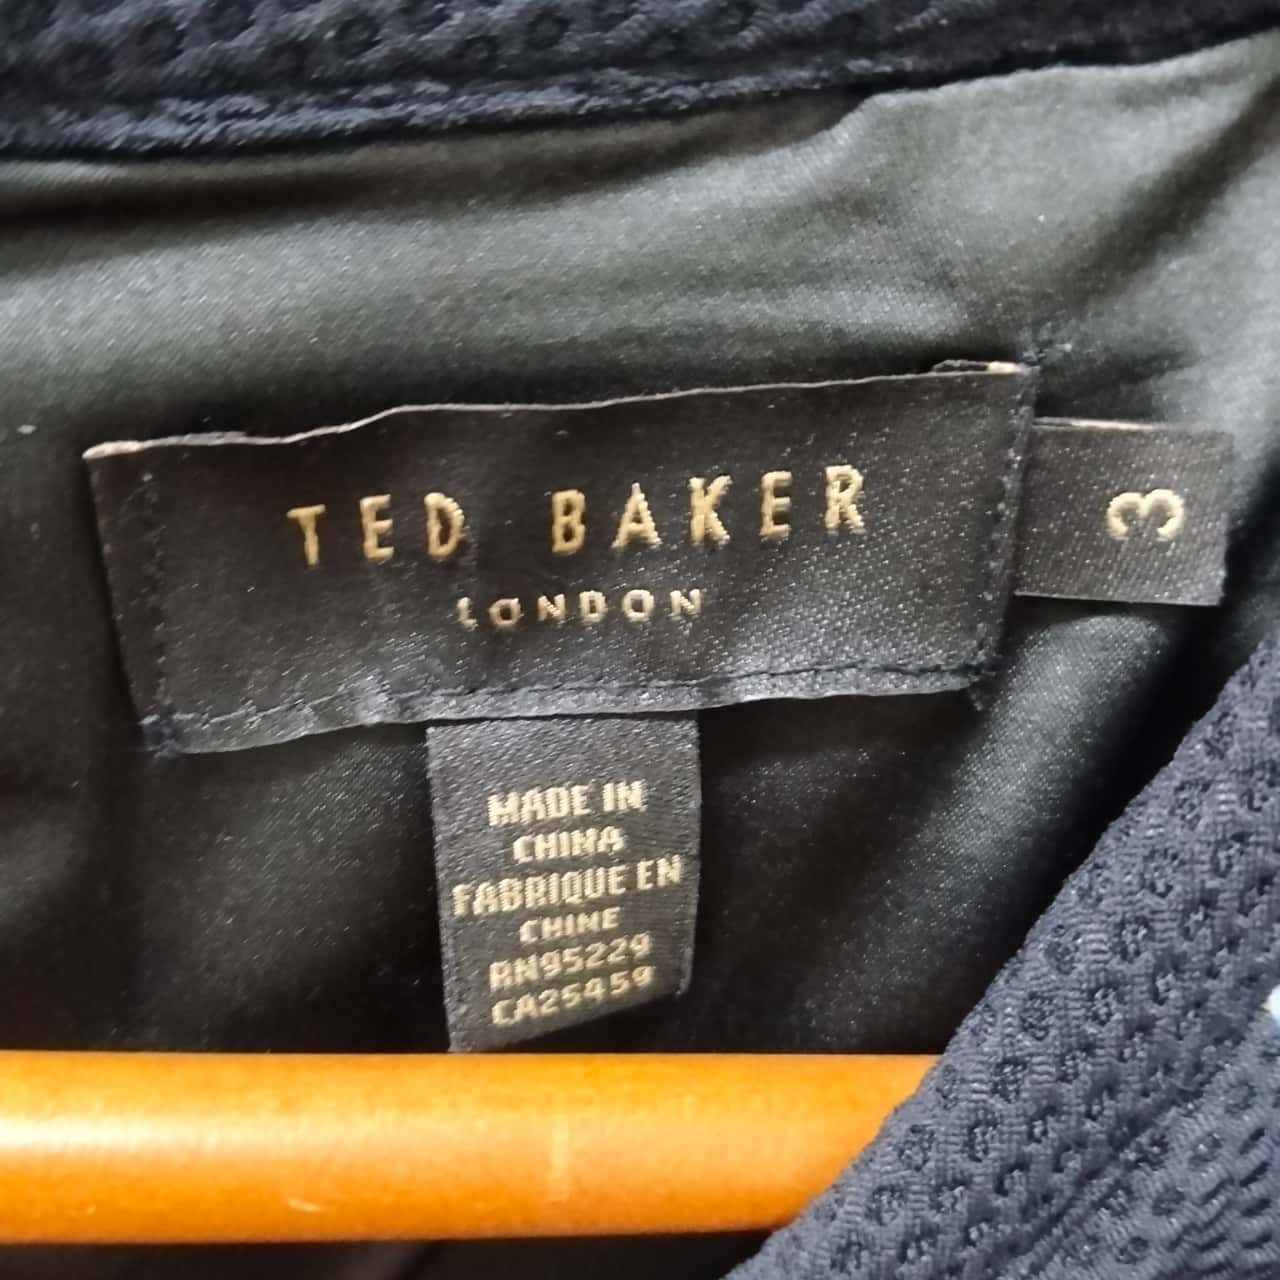 TED BAKER
LONDON
3
MADE IN
CHINA
FABRIQUE EN
CHINE
RN95229
CA25459